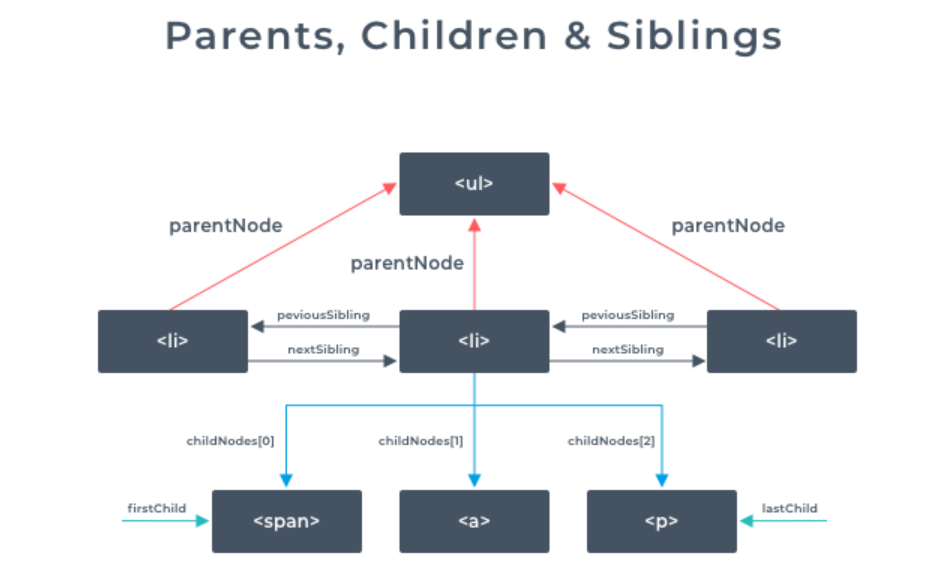 Parents, Children & Siblings
<ul>
parentNode
parentNode
parentNode
peviousSibling
peviousSibling
<li>
<li>
<li>
nextSibling
nextSibling
childNodes[0]
childNodes[1]
childNodes[2]
firstChild
lastChild
<span>
<a>
<p>